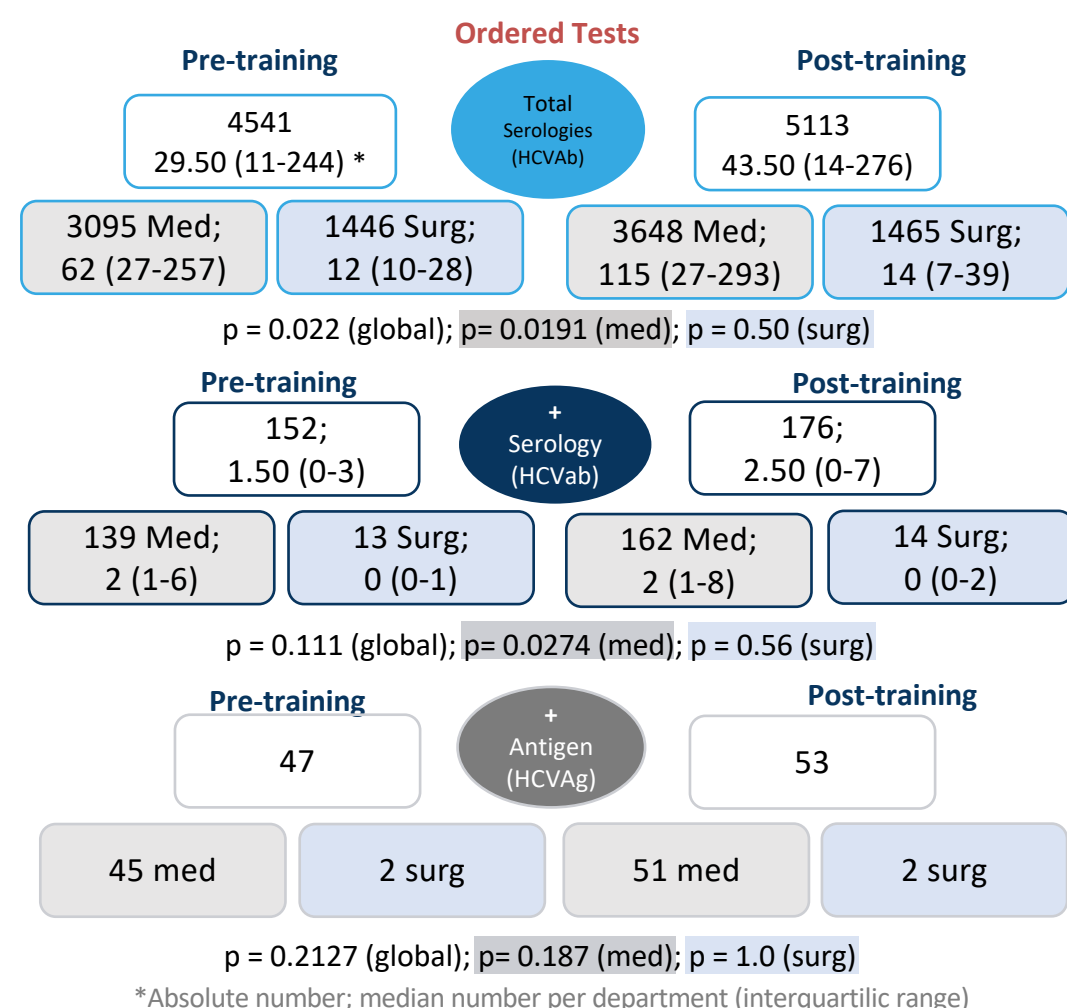 Ordered Tests
Pre-training
Post-training
4541
29.50 (11-244) *
Total
Serologies
(HCVAb)
5113
43.50 (14-276)
3095 Med;
62 (27-257)
1446 Surg;
12 (10-28)
3648 Med;
115 (27-293)
1465 Surg;
14 (7-39)
p = 0.022 (global); p= 0.0191 (med); p = 0.50 (surg)
Pre-training
Post-training
152;
1.50 (0-3)
+
Serology
(HCVab)
176;
2.50 (0-7)
139 Med;
2 (1-6)
13 Surg;
0 (0-1)
162 Med;
2 (1-8)
14 Surg;
0 (0-2)
p = 0.111 (global); p= 0.0274 (med); p = 0.56 (surg)
Pre-training
Post-training
47
+
Antigen
(HCVAg)
53
45 med
2 surg
51 med
2 surg
p = 0.2127 (global); p= 0.187 (med); p = 1.0 (surg)
*Absolute number; median number per department (interquartilic range)